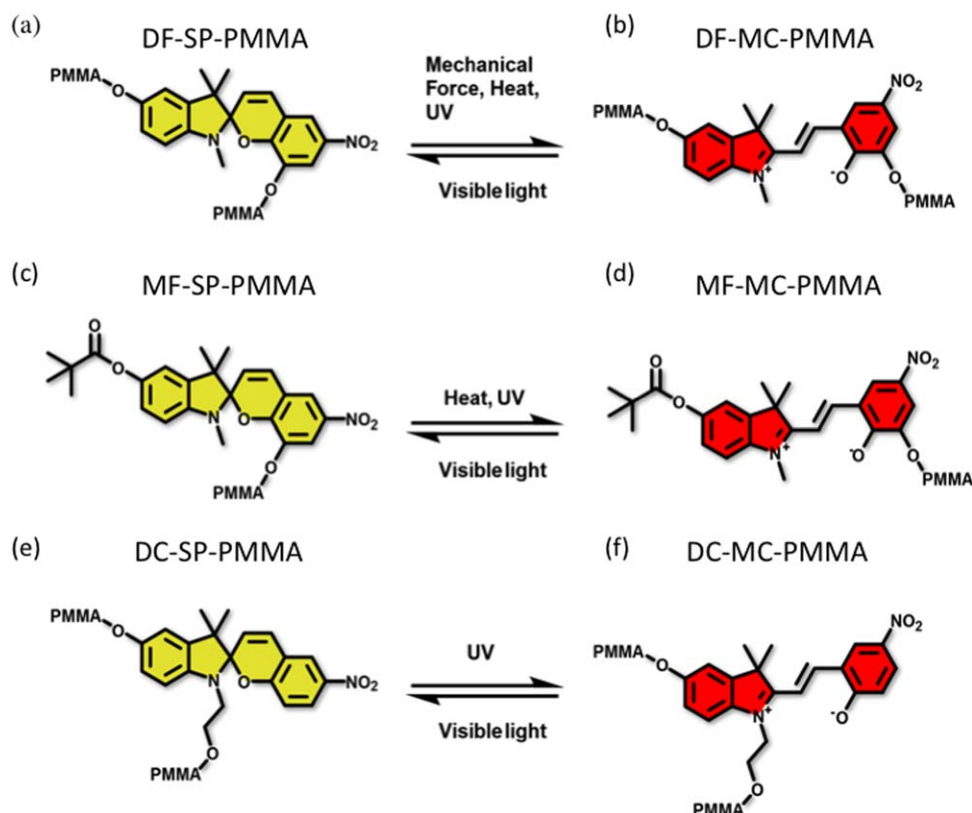 (a) DF-SP-PMMA
(b) DF-MC-PMMA
PMMA
O
N
O
NO₂
O
PMMA
Mechanical
Force, Heat,
UV
Visible light
PMMA
O
N⁺
NO₂
⁻O
O
PMMA
(c) MF-SP-PMMA
(d) MF-MC-PMMA
O
O
N
O
NO₂
O
PMMA
Heat, UV
Visible light
O
O
N⁺
NO₂
⁻O
O
PMMA
(e) DC-SP-PMMA
(f) DC-MC-PMMA
PMMA
O
N
O
NO₂
O
PMMA
UV
Visible light
PMMA
O
N⁺
NO₂
⁻O
O
PMMA